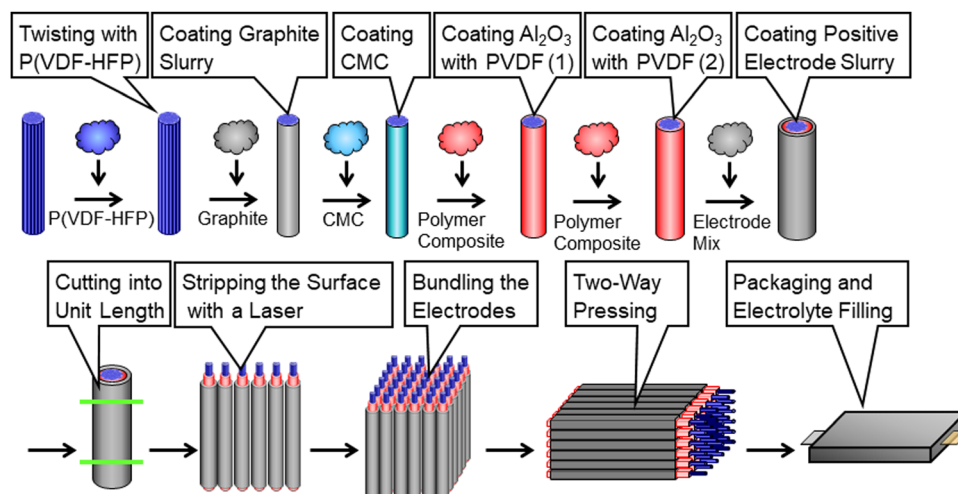 Twisting with
P(VDF-HFP)
Coating Graphite
Slurry
Coating
CMC
Coating Al₂O₃
with PVDF (1)
Coating Al₂O₃
with PVDF (2)
Coating Positive
Electrode Slurry
P(VDF-HFP)
Graphite
CMC
Polymer
Composite
Polymer
Composite
Electrode
Mix
Cutting into
Unit Length
Stripping the Surface
with a Laser
Bundling the
Electrodes
Two-Way
Pressing
Packaging and
Electrolyte Filling